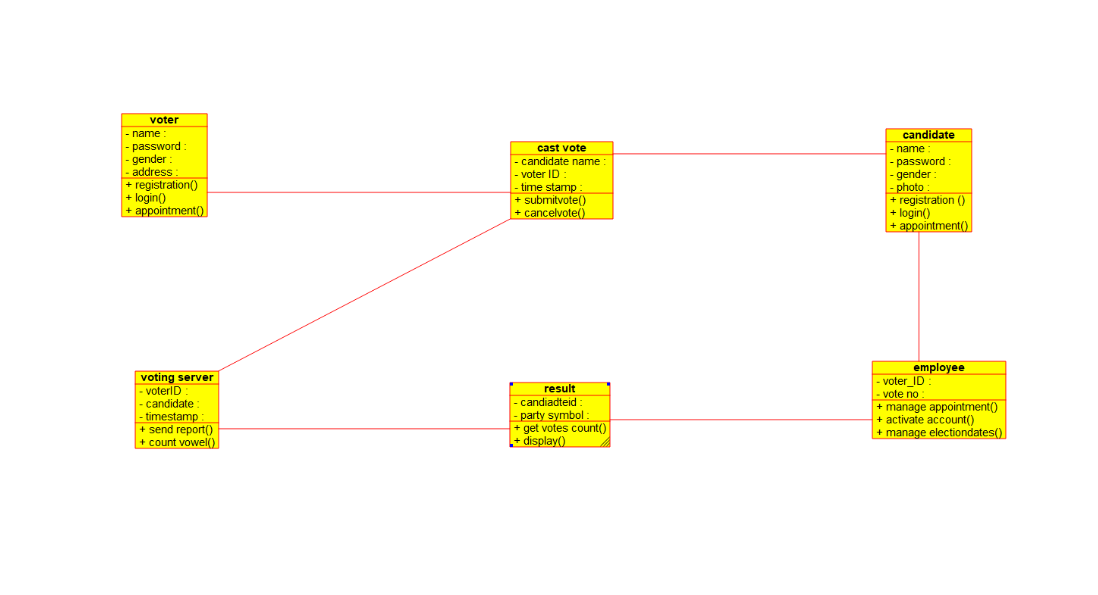 voter
- name :
- password :
- gender :
- address :
+ registration()
+ login()
+ appointment()
cast vote
- candidate name :
- voter ID :
- time stamp :
+ submitvote()
+ cancelvote()
candidate
- name :
- password :
- gender :
- photo :
+ registration ()
+ login()
+ appointment()
voting server
- voterID :
- candidate :
- timestamp :
+ send report()
+ count vowel()
result
- candiadteid :
- party symbol :
+ get votes count()
+ display()
employee
- voter_ID :
- vote no :
+ manage appointment()
+ activate account()
+ manage electiondates()